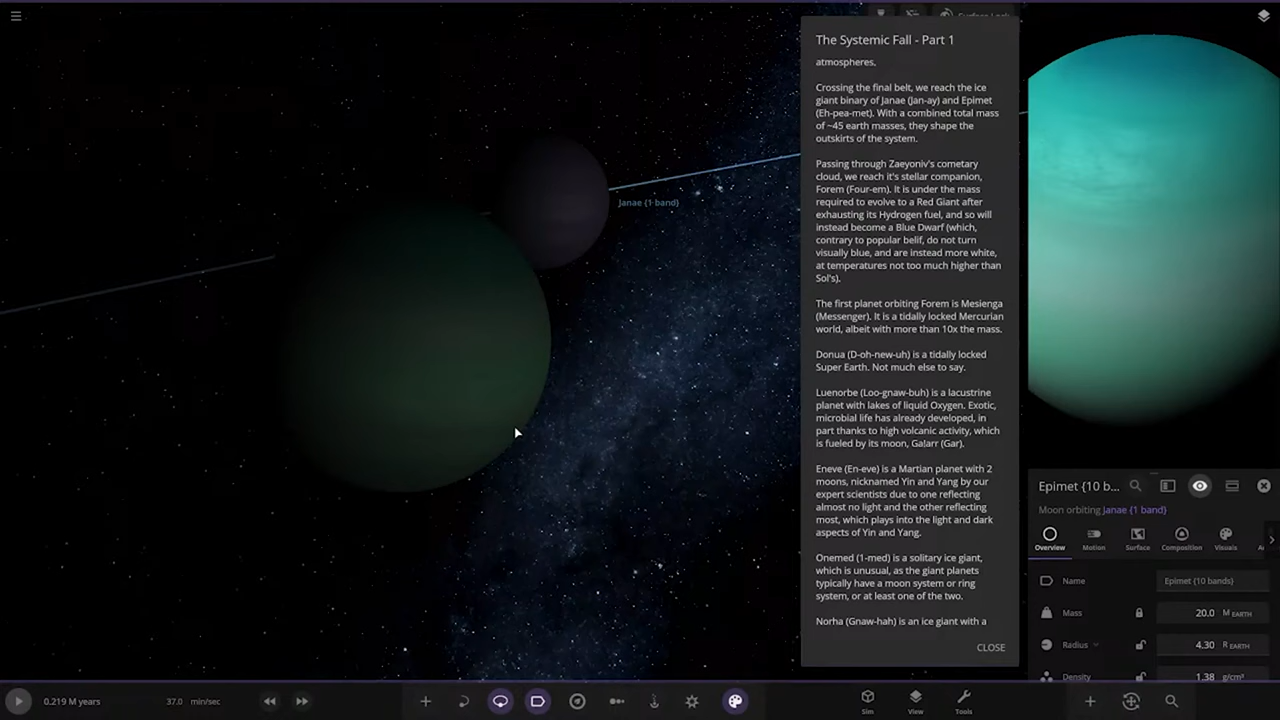 Surface Lock
The Systemic Fall - Part 1
atmospheres.
Crossing the final belt, we reach the ice
giant binary of Janae (Jan-ay) and Epimet
(Eh-pea-met). With a combined total mass
of ~45 earth masses, they shape the
outskirts of the system.
Passing through Zaeyoniv's cometary
cloud, we reach it's stellar companion,
Forem (Four-em). It is under the mass
required to evolve to a Red Giant after
exhausting its Hydrogen fuel, and so will
instead become a Blue Dwarf (which,
contrary to popular belif, do not turn
visually blue, and are instead more white,
at temperatures not too much higher than
Sol's).
The first planet orbiting Forem is Mesienga
(Messenger). It is a tidally locked Mercurian
world, albeit with more than 10x the mass.
Donua (D-oh-new-uh) is a tidally locked
Super Earth. Not much else to say.
Luenorbe (Loo-gnaw-buh) is a lacustrine
planet with lakes of liquid Oxygen. Exotic,
microbial life has already developed, in
part thanks to high volcanic activity, which
is fueled by its moon, Galarr (Gar).
Eneve (En-eve) is a Martian planet with 2
moons, nicknamed Yin and Yang by our
expert scientists due to one reflecting
almost no light and the other reflecting
most, which plays into the light and dark
aspects of Yin and Yang.
Onemed (1-med) is a solitary ice giant,
which is unusual, as the giant planets
typically have a moon system or ring
system, or at least one of the two.
Norha (Gnaw-hah) is an ice giant with a
CLOSE
Janae {1 band}
Epimet {10 b...
Moon orbiting Janae {1 band}
Overview
Motion
Surface
Composition
Visuals
Name
Epimet {10 bands}
Mass
20.0 M EARTH
Radius
4.30 R EARTH
Density
1.38 g/cm³
0.219 M years
37.0 min/sec
Sim
View
Tools